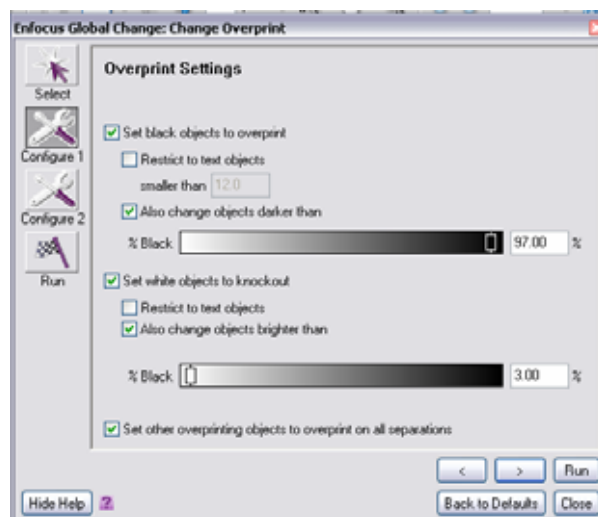 Enfocus Global Change: Change Overprint
Select
Configure 1
Configure 2
Run
Overprint Settings
Set black objects to overprint
Restrict to text objects
smaller than 12.0
Also change objects darker than
% Black 97.00 %
Set white objects to knockout
Restrict to text objects
Also change objects brighter than
% Black 3.00 %
Set other overprinting objects to overprint on all separations
< > Run
Hide Help ? Back to Defaults Close